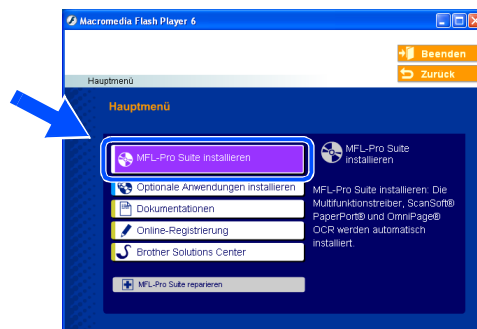 Macromedia Flash Player 6
Beenden
Zurück
Hauptmenü
Hauptmenü
MFL-Pro Suite installieren
Optionale Anwendungen installieren
Dokumentationen
Online-Registrierung
Brother Solutions Center
MFL-Pro Suite reparieren
MFL-Pro Suite
installieren
MFL-Pro Suite installieren: Die
Multifunktionstreiber, ScanSoft®
PaperPort® und OmniPage®
OCR werden automatisch
installiert.